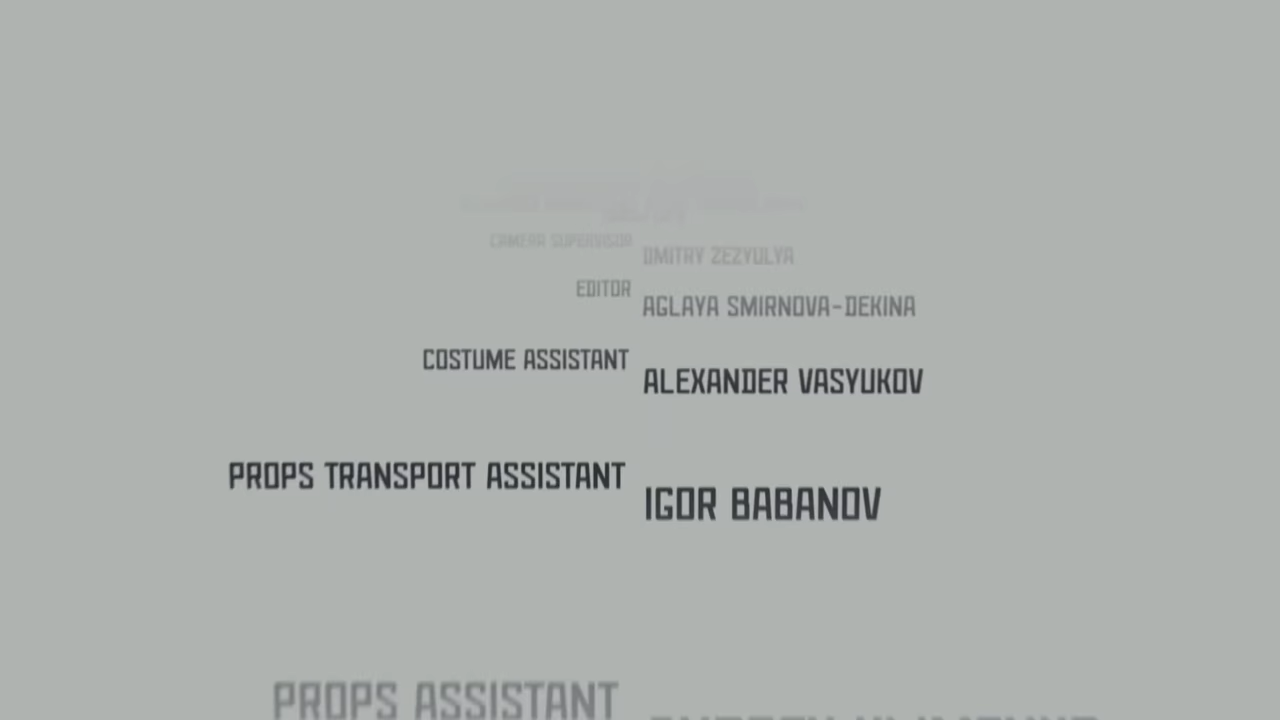 CAMERA SUPERVISOR
DMITRY ZEZYULYA
EDITOR
AGLAYA SMIRNOVA-DEKINA
COSTUME ASSISTANT
ALEXANDER VASYUKOV
PROPS TRANSPORT ASSISTANT
IGOR BABANOV
PROPS ASSISTANT